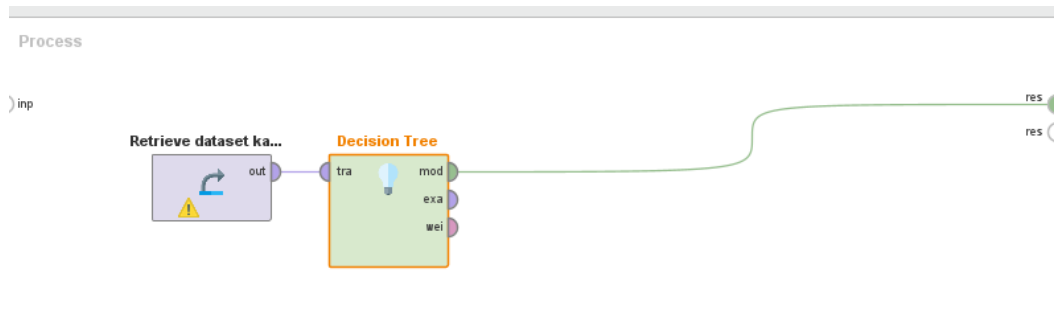 Process
inp
res
res
Retrieve dataset ka...
Decision Tree
out
tra
mod
exa
wei